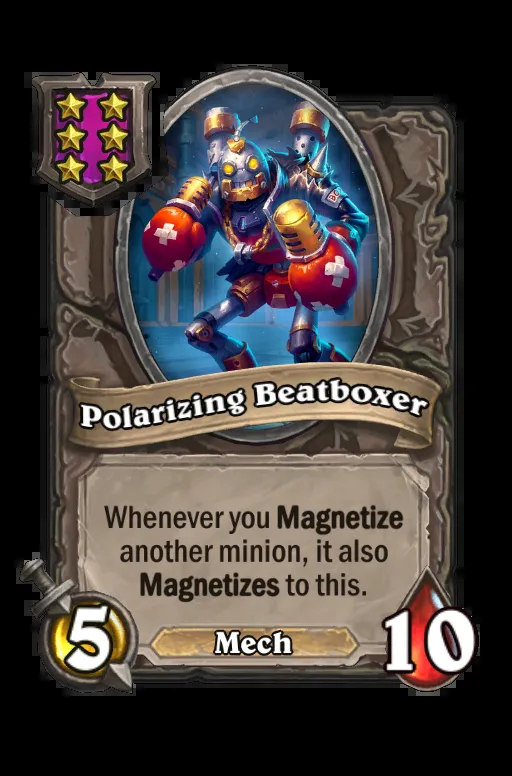 Polarizing Beatboxer
Whenever you Magnetize
another minion, it also
Magnetizes to this.
5
Mech
10